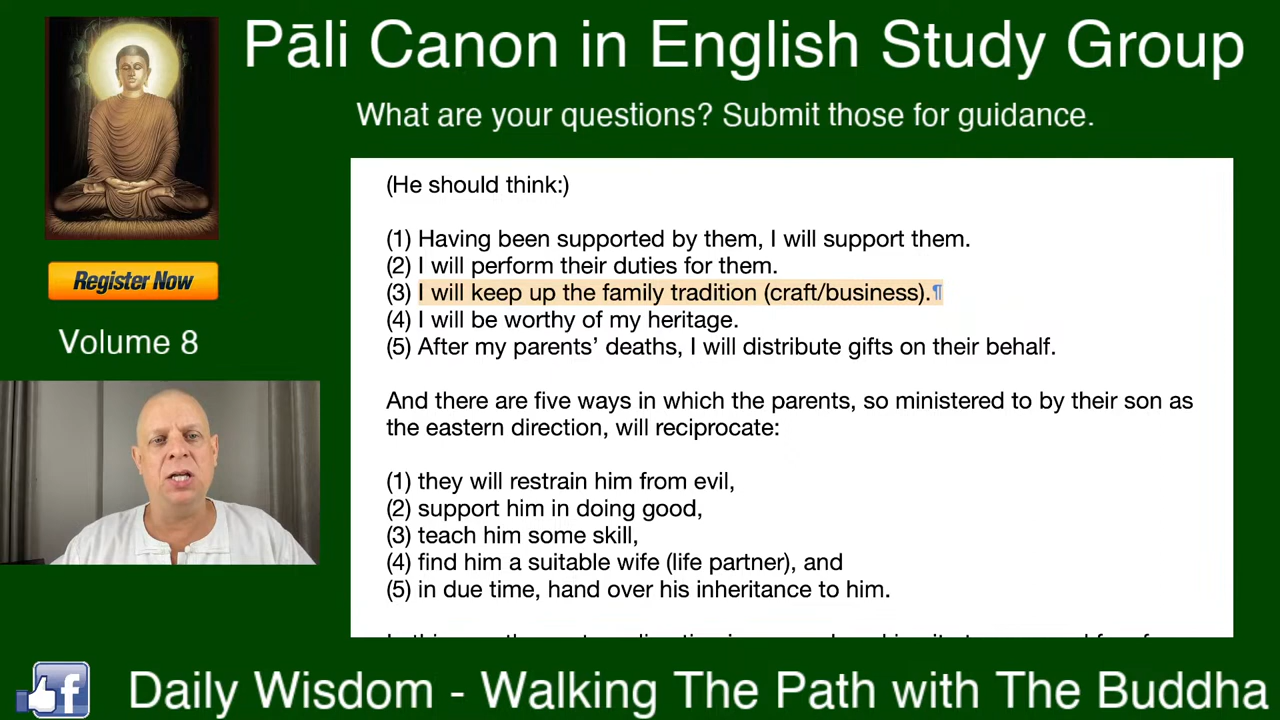 Pāli Canon in English Study Group
What are your questions? Submit those for guidance.
Register Now
Volume 8
(He should think:)
(1) Having been supported by them, I will support them.
(2) I will perform their duties for them.
(3) I will keep up the family tradition (craft/business).¶
(4) I will be worthy of my heritage.
(5) After my parents’ deaths, I will distribute gifts on their behalf.
And there are five ways in which the parents, so ministered to by their son as
the eastern direction, will reciprocate:
(1) they will restrain him from evil,
(2) support him in doing good,
(3) teach him some skill,
(4) find him a suitable wife (life partner), and
(5) in due time, hand over his inheritance to him.
f
Daily Wisdom - Walking The Path with The Buddha